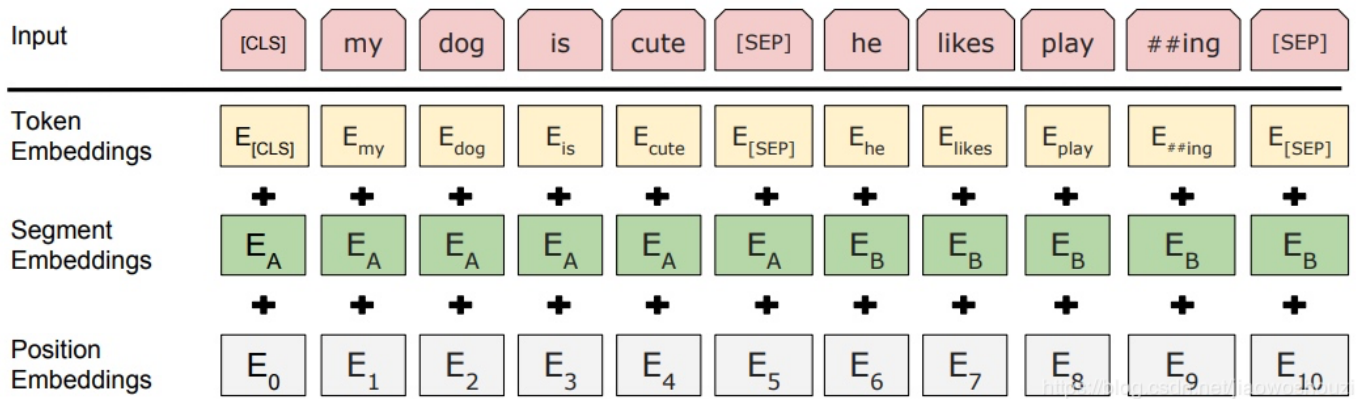 Input [CLS] my dog is cute [SEP] he likes play ##ing [SEP]
Token Embeddings E[CLS] Emy Edog Eis Ecute E[SEP] Ehe Elikes Eplay E##ing E[SEP]
+ + + + + + + + + + +
Segment Embeddings EA EA EA EA EA EA EB EB EB EB EB
+ + + + + + + + + + +
Position Embeddings E0 E1 E2 E3 E4 E5 E6 E7 E8 E9 E10